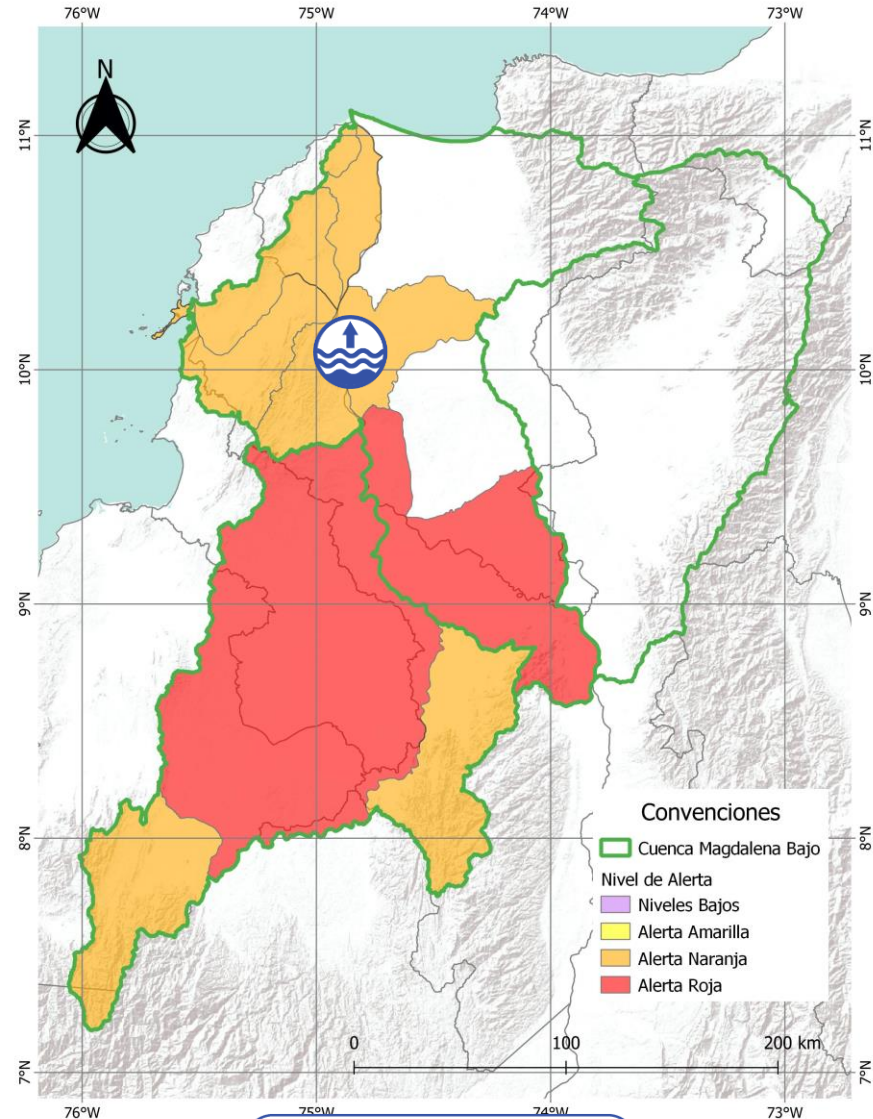 76°W 75°W 74°W 73°W
N
11°N 11°N
10°N 10°N
9°N 9°N
8°N 8°N
7°N 7°N
Convenciones
Cuenca Magdalena Bajo
Nivel de Alerta
Niveles Bajos
Alerta Amarilla
Alerta Naranja
Alerta Roja
0 100 200 km
76°W 75°W 74°W 73°W